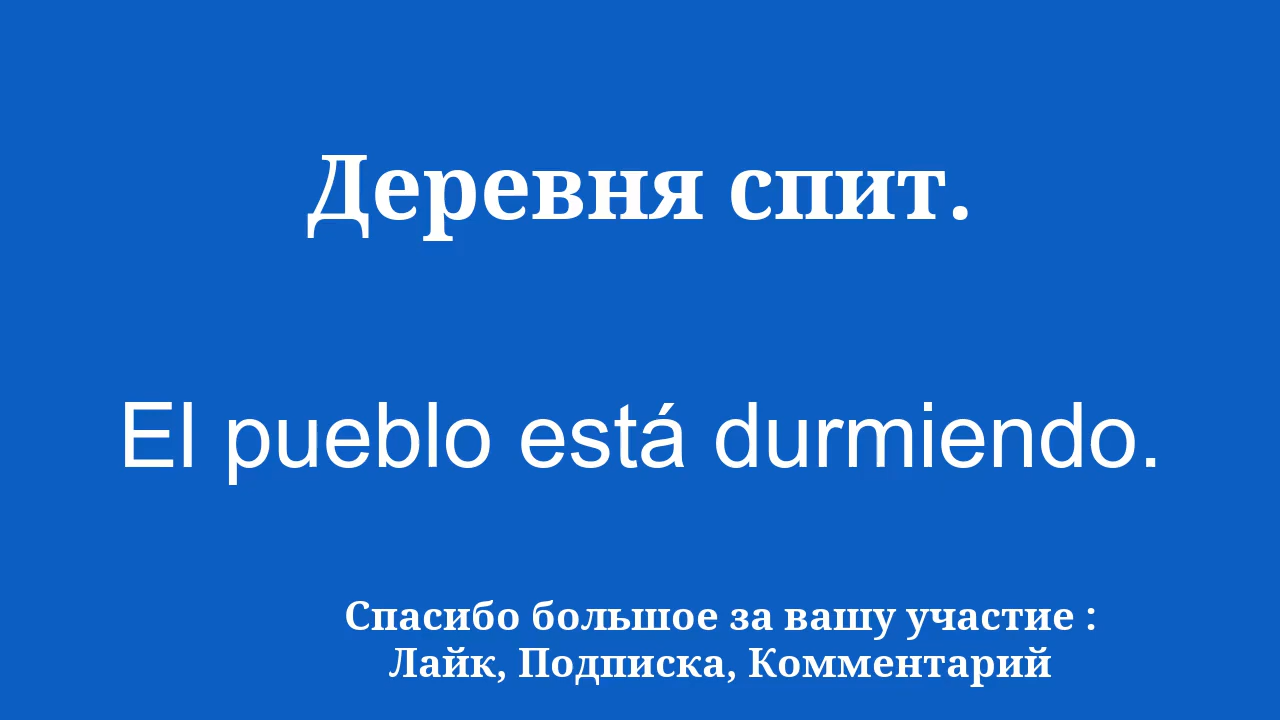 Деревня спит.
El pueblo está durmiendo.
Спасибо большое за вашу участие :
Лайк, Подписка, Комментарий